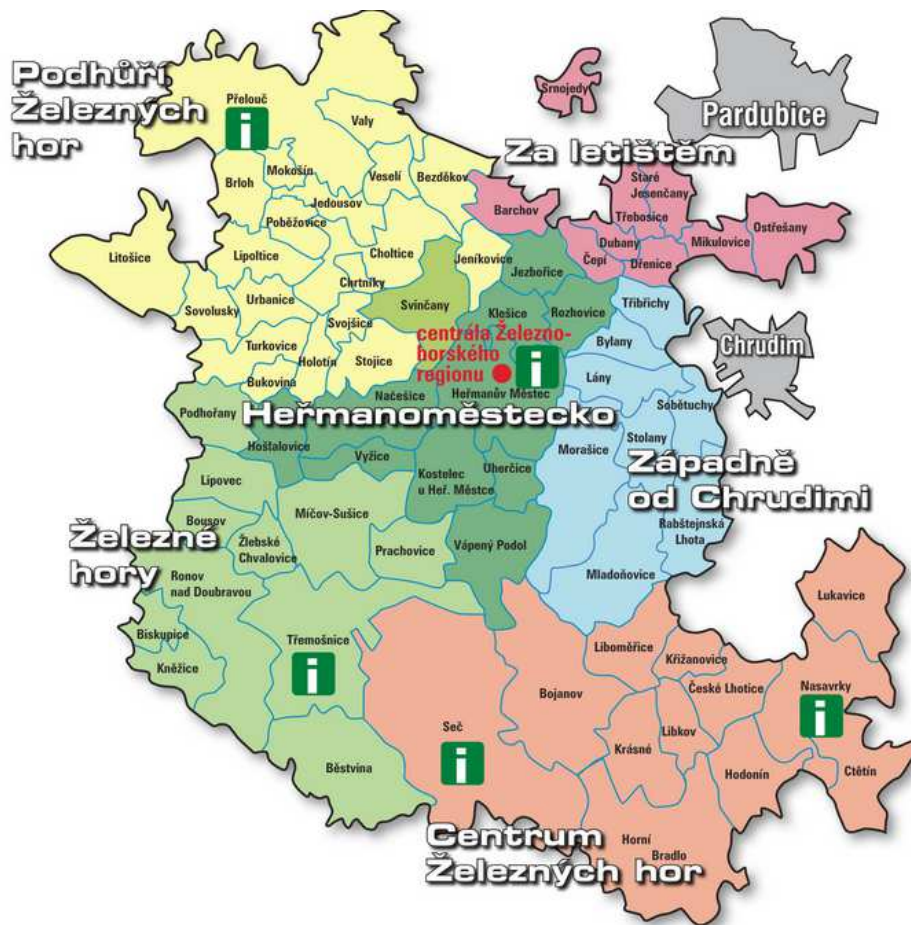 Podhůří
Železných
hor
Přelouč
i
Valy
Srnojedy
Pardubice
Za letištěm
Mokošín
Veselí
Bezděkov
Brloh
Jedousov
Poběžovice
Barchov
Staré
Jesenčany
Třebosice
Ostřešany
Mikulovice
Dubany
Dřenice
Čepí
Litošice
Lipoltice
Choltice
Jeníkovice
Jezbořice
Chrtníky
Sovolusky
Urbanice
Svinčany
Klešice
Rozhovice
Tříbřichy
Svojšice
Turkovice
Holotín
Stojice
Bukovina
centrála Železno-
borského
regionu
i
Bylany
Chrudim
Lány
Načešice
Heřmanův Městec
Podhořany
Heřmanoměstecko
Sobětuchy
Hošťalovice
Vyžice
Kostelec
u Heř. Městce
Úherčice
Morašice
Stolany
Západně
od Chrudimi
Lipovec
Bousov
Míčov-Sušice
Žlebské
Chvalovice
Prachovice
Vápený Podol
Rabštejnská
Lhota
Železné
hory
Ronov
nad Doubravou
Mladoňovice
Lukavice
Biskupice
Kněžice
Třemošnice
i
Liboměřice
Křižanovice
České Lhotice
Nasavrky
i
Bojanov
Seč
i
Libkov
Krásné
Hodonín
Ctětín
Běstvina
Horní
Bradlo
Centrum
Železných hor